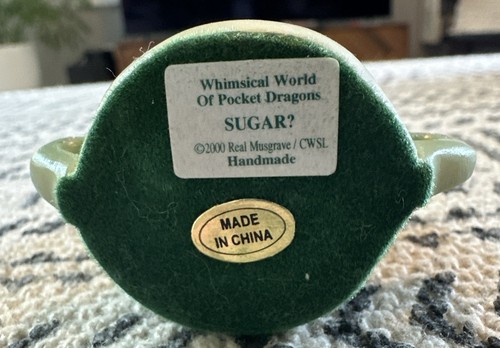 Whimsical World
Of Pocket Dragons
SUGAR?
©2000 Real Musgrave / CWSL
Handmade
MADE
IN CHINA